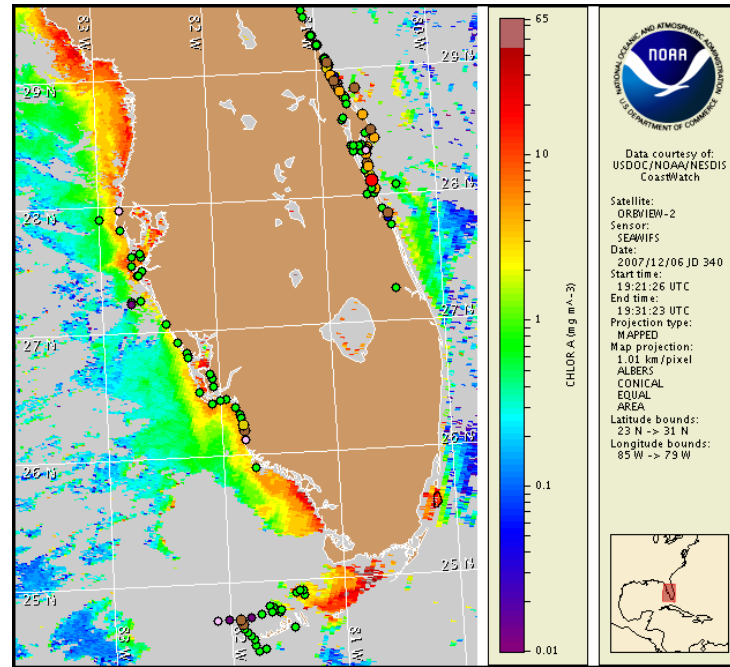 83 W
82 W
81 W
80 W
29 N
29 N
28 N
28 N
27 N
27 N
26 N
26 N
25 N
25 N
83 W
82 W
81 W
65
10
1
0.1
0.01
CHLOR A (mg m^-3)
NATIONAL OCEANIC AND ATMOSPHERIC ADMINISTRATION
NOAA
U.S. DEPARTMENT OF COMMERCE
Data courtesy of:
USDOC/NOAA/NESDIS
CoastWatch
Satellite:
ORBVIEW-2
Sensor:
SEAWIFS
Date:
2007/12/06 JD 340
Start time:
19:21:26 UTC
End time:
19:31:23 UTC
Projection type:
MAPPED
Map projection:
1.01 km/pixel
ALBERS
CONICAL
EQUAL
AREA
Latitude bounds:
23 N -> 31 N
Longitude bounds:
85 W -> 79 W